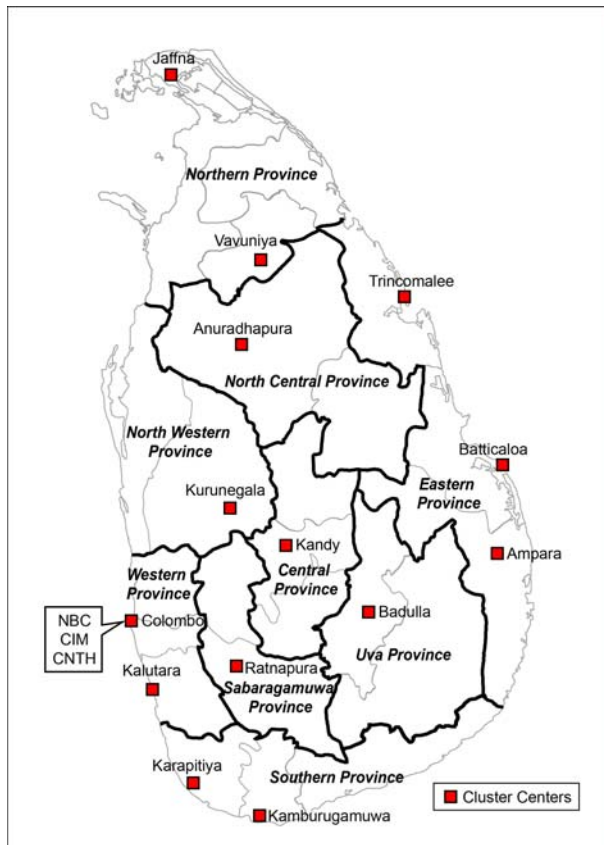 Jaffna
Northern Province
Vavuniya
Trincomalee
Anuradhapura
North Central Province
North Western
Province
Batticaloa
Kurunegala
Eastern
Province
Kandy
Ampara
Western
Province
Central
Province
NBC
CIM
CNTH
Colombo
Badulla
Uva Province
Kalutara
Ratnapura
Sabaragamuwa
Province
Karapitiya
Southern Province
Cluster Centers
Kamburugamuwa